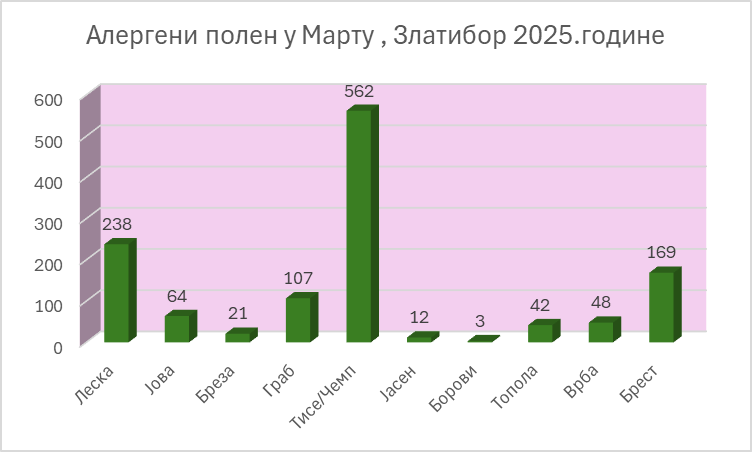 Алергени полен у Марту , Златибор 2025.године
600
500
400
300
200
100
0
238
64
21
107
562
12
3
42
48
169
Леска
Јова
Бреза
Граб
Тисе/Чемп
Јасен
Борови
Топола
Врба
Брест